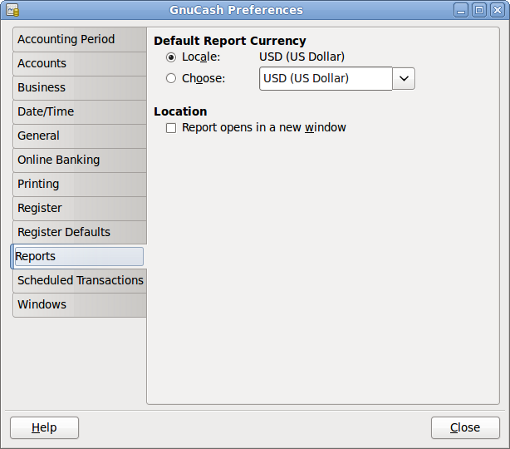 GnuCash Preferences
Accounting Period
Accounts
Business
Date/Time
General
Online Banking
Printing
Register
Register Defaults
Reports
Scheduled Transactions
Windows
Default Report Currency
Locale: USD (US Dollar)
Choose: USD (US Dollar)
Location
Report opens in a new window
Help
Close